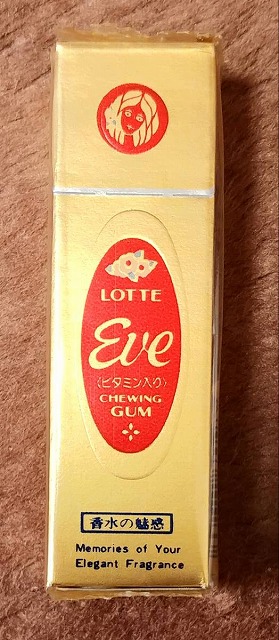 LOTTE
Eve
〈ビタミン入り〉
CHEWING
GUM
香水の魅惑
Memories of Your
Elegant Fragrance